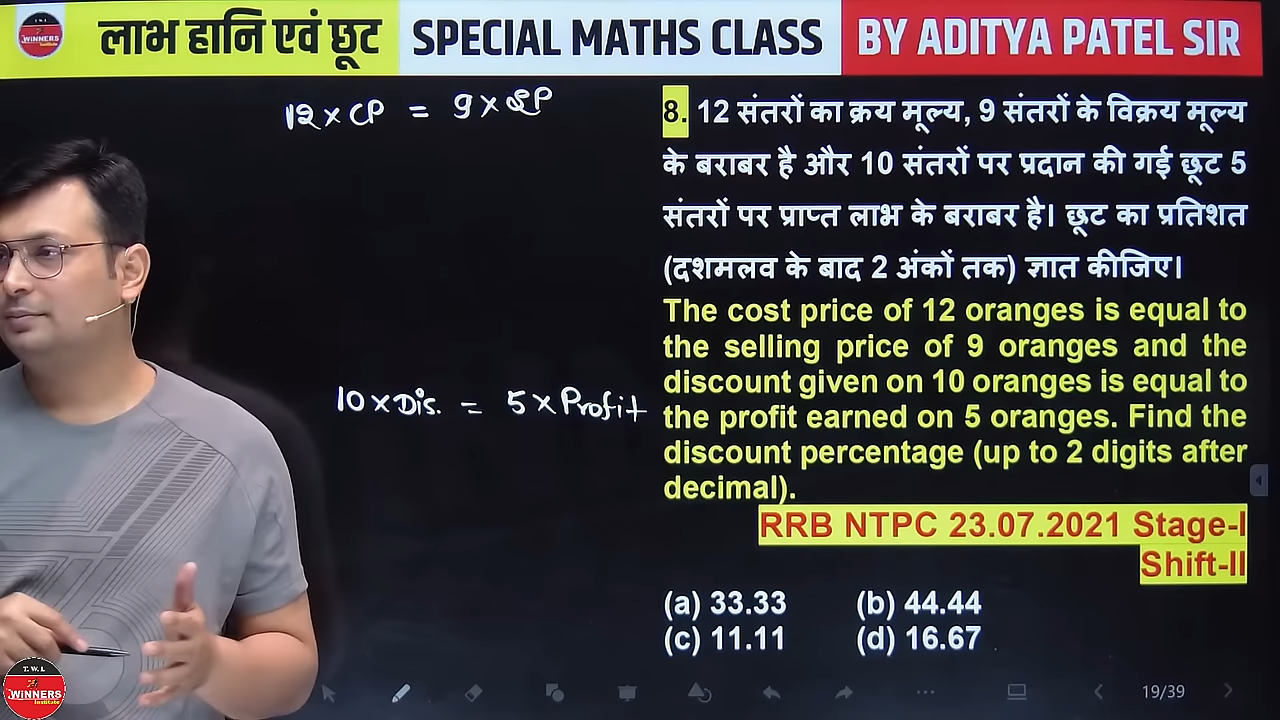 T.W.I.
WiNNERS
Institute
लाभ हानि एवं छूट
SPECIAL MATHS CLASS
BY ADITYA PATEL SIR
12 × CP = 9 × SP
10 × Dis. = 5 × Profit
8. 12 संतरों का क्रय मूल्य, 9 संतरों के विक्रय मूल्य
के बराबर है और 10 संतरों पर प्रदान की गई छूट 5
संतरों पर प्राप्त लाभ के बराबर है। छूट का प्रतिशत
(दशमलव के बाद 2 अंकों तक) ज्ञात कीजिए।
The cost price of 12 oranges is equal to
the selling price of 9 oranges and the
discount given on 10 oranges is equal to
the profit earned on 5 oranges. Find the
discount percentage (up to 2 digits after
decimal).
RRB NTPC 23.07.2021 Stage-I
Shift-II
(a) 33.33 (b) 44.44
(c) 11.11 (d) 16.67
T.W.I.
WiNNERS
Institute
19/39